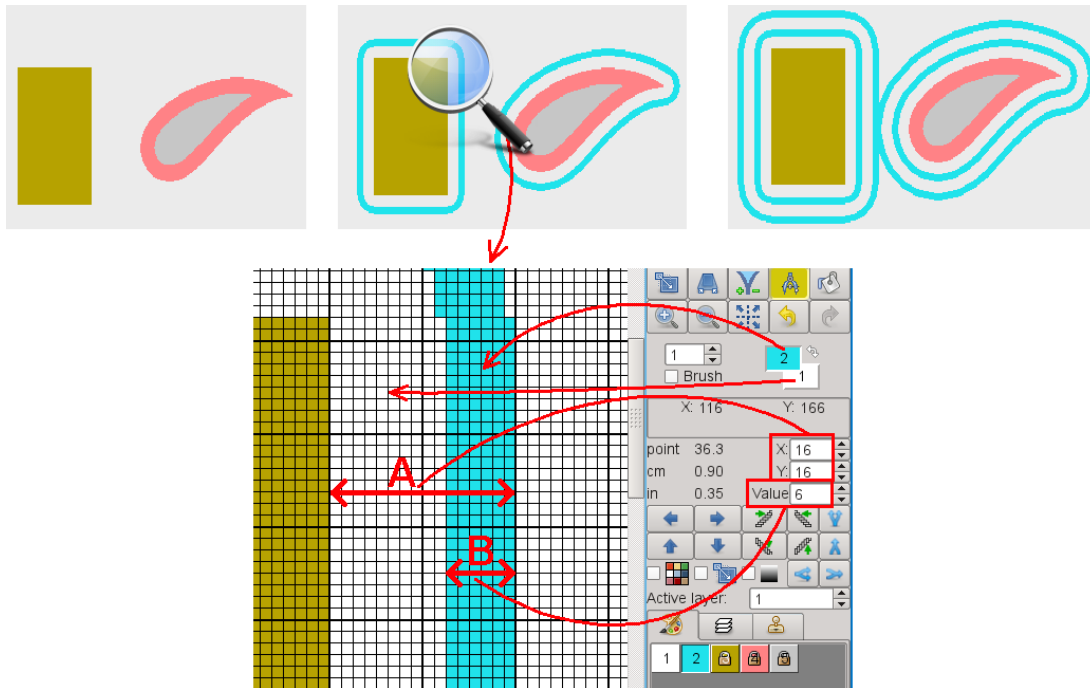 1
2
1
Brush
X: 116 Y: 166
point 36.3 X: 16
cm 0.90 Y: 16
in 0.35 Value 6
A
B
Active layer: 1
1 2